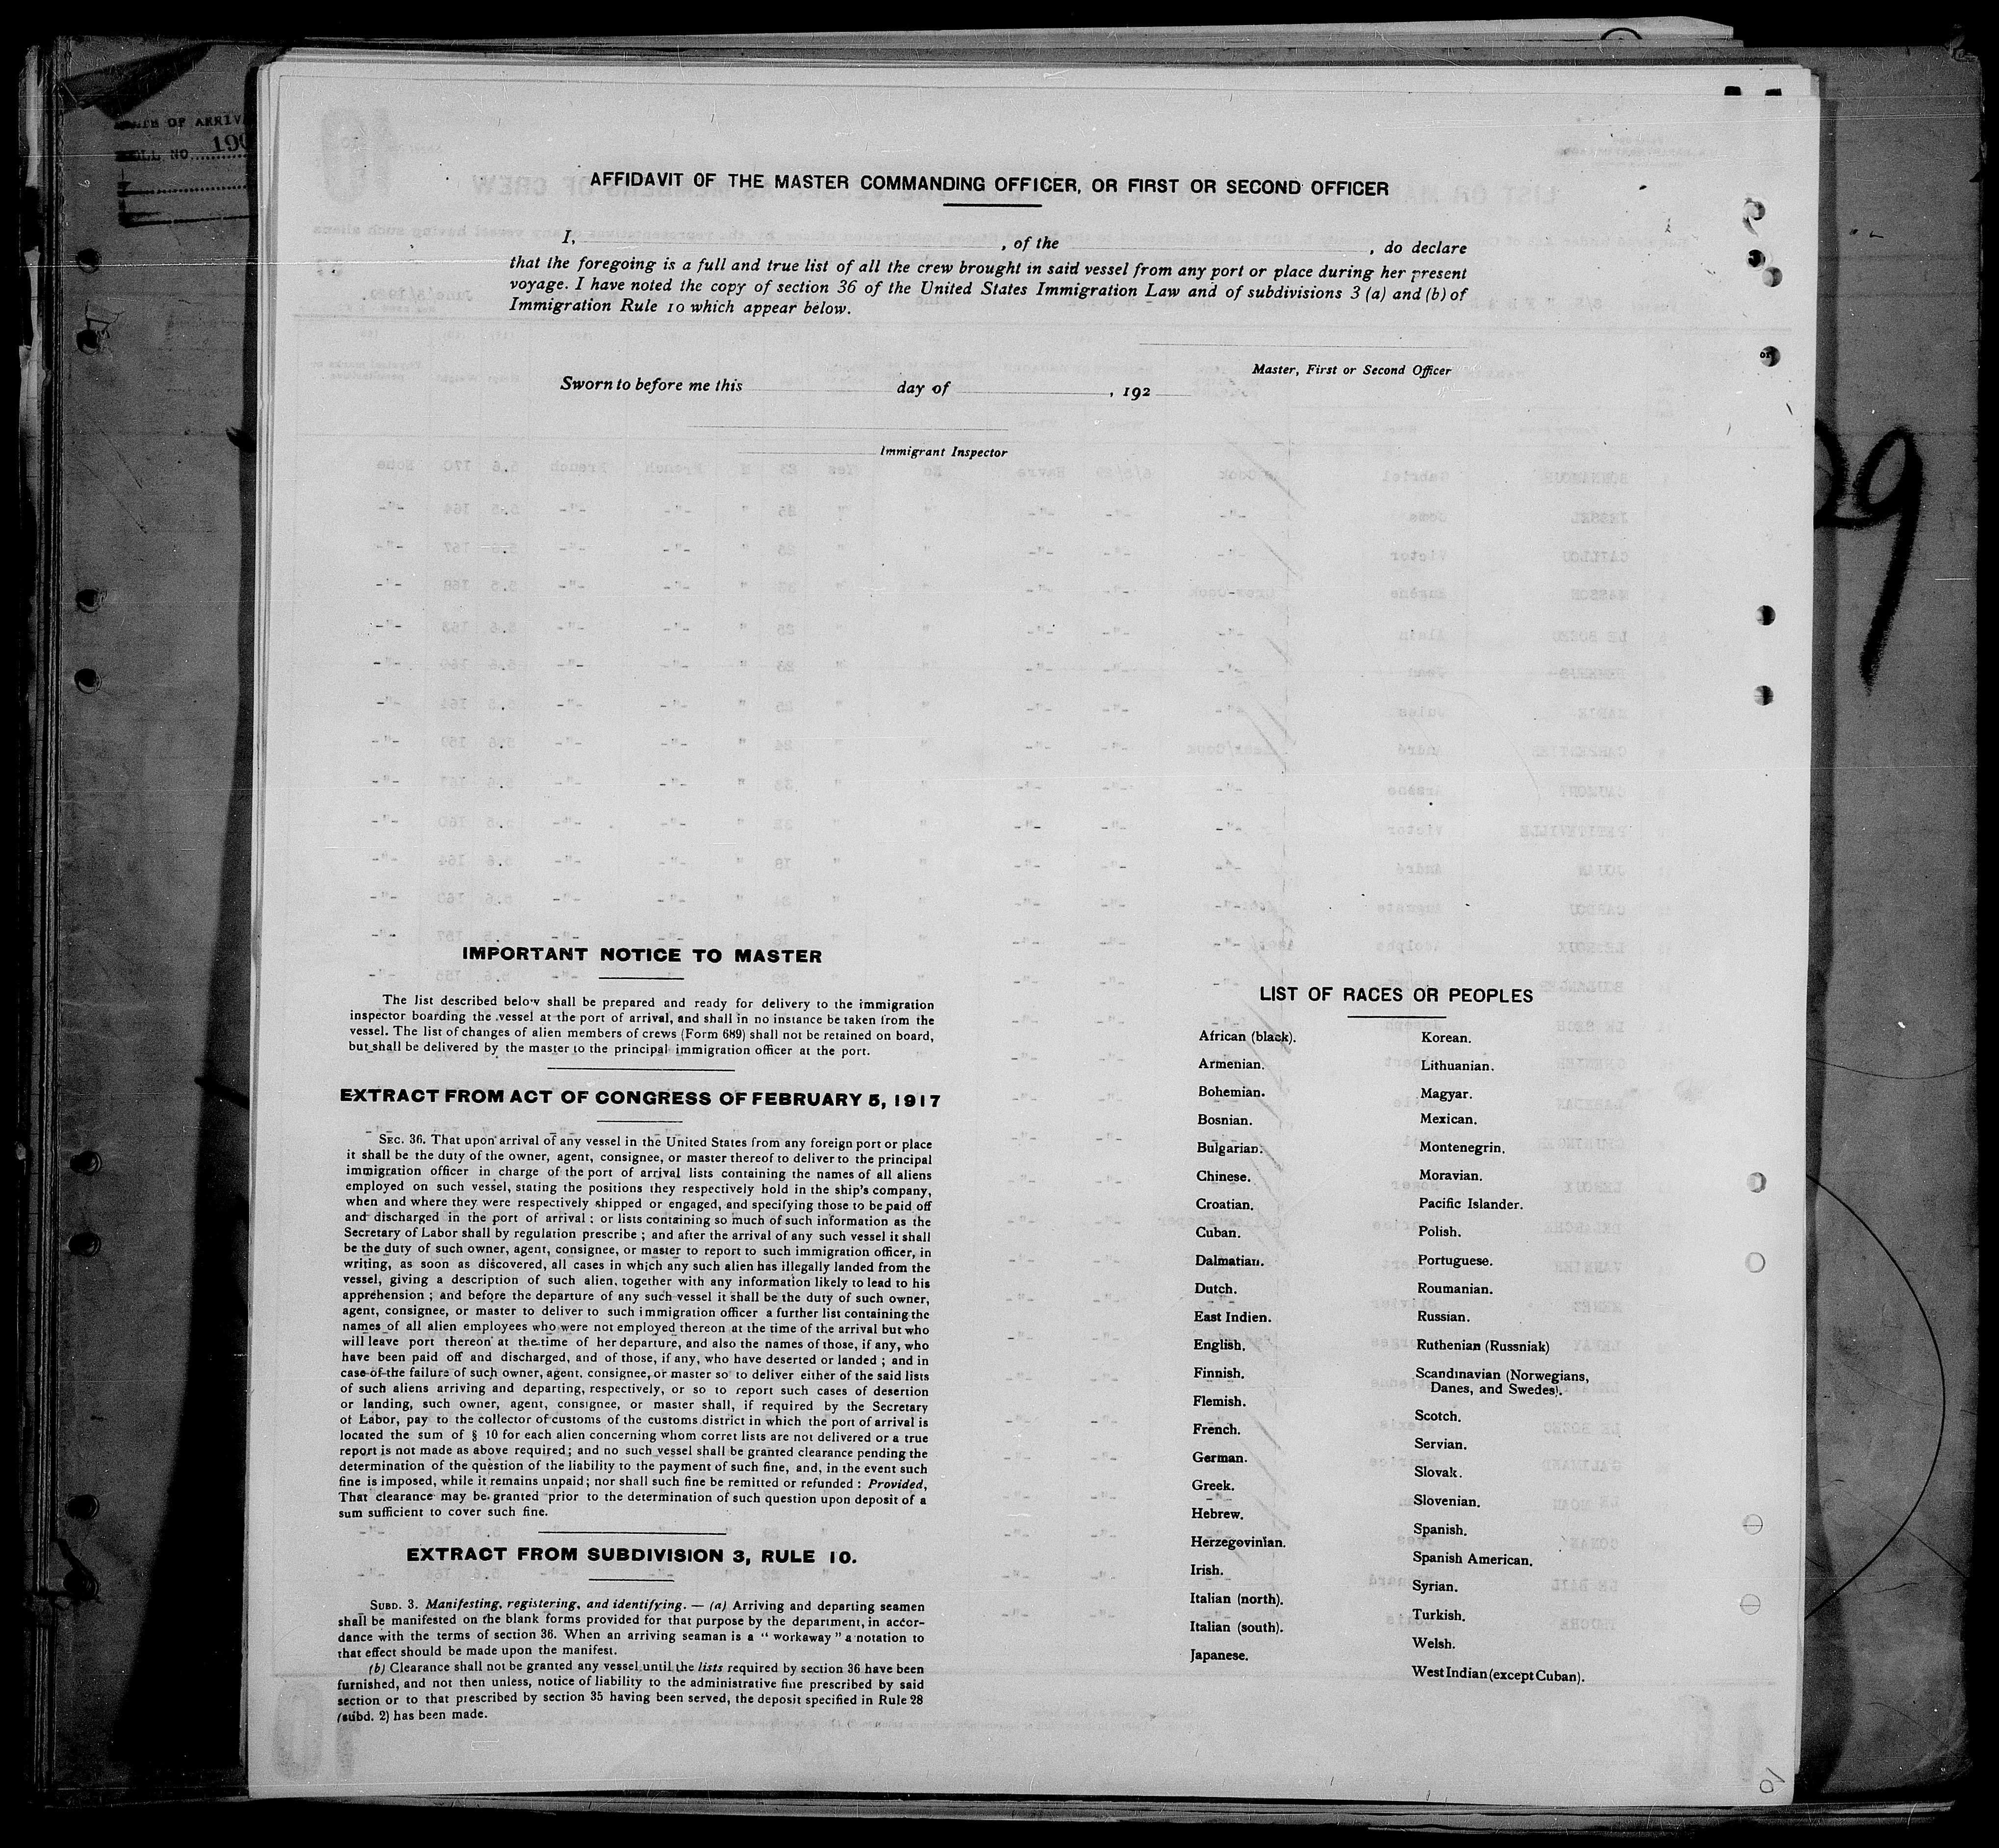 OF ARRIV
NO. 190
AFFIDAVIT OF THE MASTER COMMANDING OFFICER, OR FIRST OR SECOND OFFICER
I, , of the , do declare
that the foregoing is a full and true list of all the crew brought in said vessel from any port or place during her present
voyage. I have noted the copy of section 36 of the United States Immigration Law and of subdivisions 3 (a) and (b) of
Immigration Rule 10 which appear below.
Master, First or Second Officer
Sworn to before me this day of , 192
Immigrant Inspector
29
IMPORTANT NOTICE TO MASTER
The list described below shall be prepared and ready for delivery to the immigration
inspector boarding the vessel at the port of arrival, and shall in no instance be taken from the
vessel. The list of changes of alien members of crews (Form 689) shall not be retained on board,
but shall be delivered by the master to the principal immigration officer at the port.
EXTRACT FROM ACT OF CONGRESS OF FEBRUARY 5, 1917
SEC. 36. That upon arrival of any vessel in the United States from any foreign port or place
it shall be the duty of the owner, agent, consignee, or master thereof to deliver to the principal
immigration officer in charge of the port of arrival lists containing the names of all aliens
employed on such vessel, stating the positions they respectively hold in the ship's company,
when and where they were respectively shipped or engaged, and specifying those to be paid off
and discharged in the port of arrival; or lists containing so much of such information as the
Secretary of Labor shall by regulation prescribe; and after the arrival of any such vessel it shall
be the duty of such owner, agent, consignee, or master to report to such immigration officer, in
writing, as soon as discovered, all cases in which any such alien has illegally landed from the
vessel, giving a description of such alien, together with any information likely to lead to his
apprehension; and before the departure of any such vessel it shall be the duty of such owner,
agent, consignee, or master to deliver to such immigration officer a further list containing the
names of all alien employees who were not employed thereon at the time of the arrival but who
will leave port thereon at the time of her departure, and also the names of those, if any, who
have been paid off and discharged, and of those, if any, who have deserted or landed; and in
case of the failure of such owner, agent, consignee, or master so to deliver either of the said lists
of such aliens arriving and departing, respectively, or so to report such cases of desertion
or landing, such owner, agent, consignee, or master shall, if required by the Secretary
of Labor, pay to the collector of customs of the customs district in which the port of arrival is
located the sum of § 10 for each alien concerning whom corret lists are not delivered or a true
report is not made as above required; and no such vessel shall be granted clearance pending the
determination of the question of the liability to the payment of such fine, and, in the event such
fine is imposed, while it remains unpaid; nor shall such fine be remitted or refunded: Provided,
That clearance may be granted prior to the determination of such question upon deposit of a
sum sufficient to cover such fine.
EXTRACT FROM SUBDIVISION 3, RULE 10.
SUBD. 3. Manifesting, registering, and identifying. — (a) Arriving and departing seamen
shall be manifested on the blank forms provided for that purpose by the department, in accor-
dance with the terms of section 36. When an arriving seaman is a " workaway " a notation to
that effect should be made upon the manifest.
(b) Clearance shall not be granted any vessel until the lists required by section 36 have been
furnished, and not then unless, notice of liability to the administrative fine prescribed by said
section or to that prescribed by section 35 having been served, the deposit specified in Rule 28
(subd. 2) has been made.
LIST OF RACES OR PEOPLES
African (black).
Armenian.
Bohemian.
Bosnian.
Bulgarian.
Chinese.
Croatian.
Cuban.
Dalmatian.
Dutch.
East Indien.
English.
Finnish.
Flemish.
French.
German.
Greek.
Hebrew.
Herzegovinian.
Irish.
Italian (north).
Italian (south).
Japanese.
Korean.
Lithuanian.
Magyar.
Mexican.
Montenegrin.
Moravian.
Pacific Islander.
Polish.
Portuguese.
Roumanian.
Russian.
Ruthenian (Russniak)
Scandinavian (Norwegians,
Danes, and Swedes).
Scotch.
Servian.
Slovak.
Slovenian.
Spanish.
Spanish American.
Syrian.
Turkish.
Welsh.
West Indian (except Cuban).
10